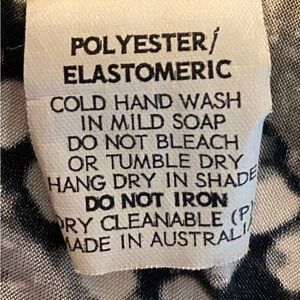 POLYESTER/
ELASTOMERIC
COLD HAND WASH
IN MILD SOAP
DO NOT BLEACH
OR TUMBLE DRY
HANG DRY IN SHADE
DO NOT IRON
DRY CLEANABLE (P)
MADE IN AUSTRALIA